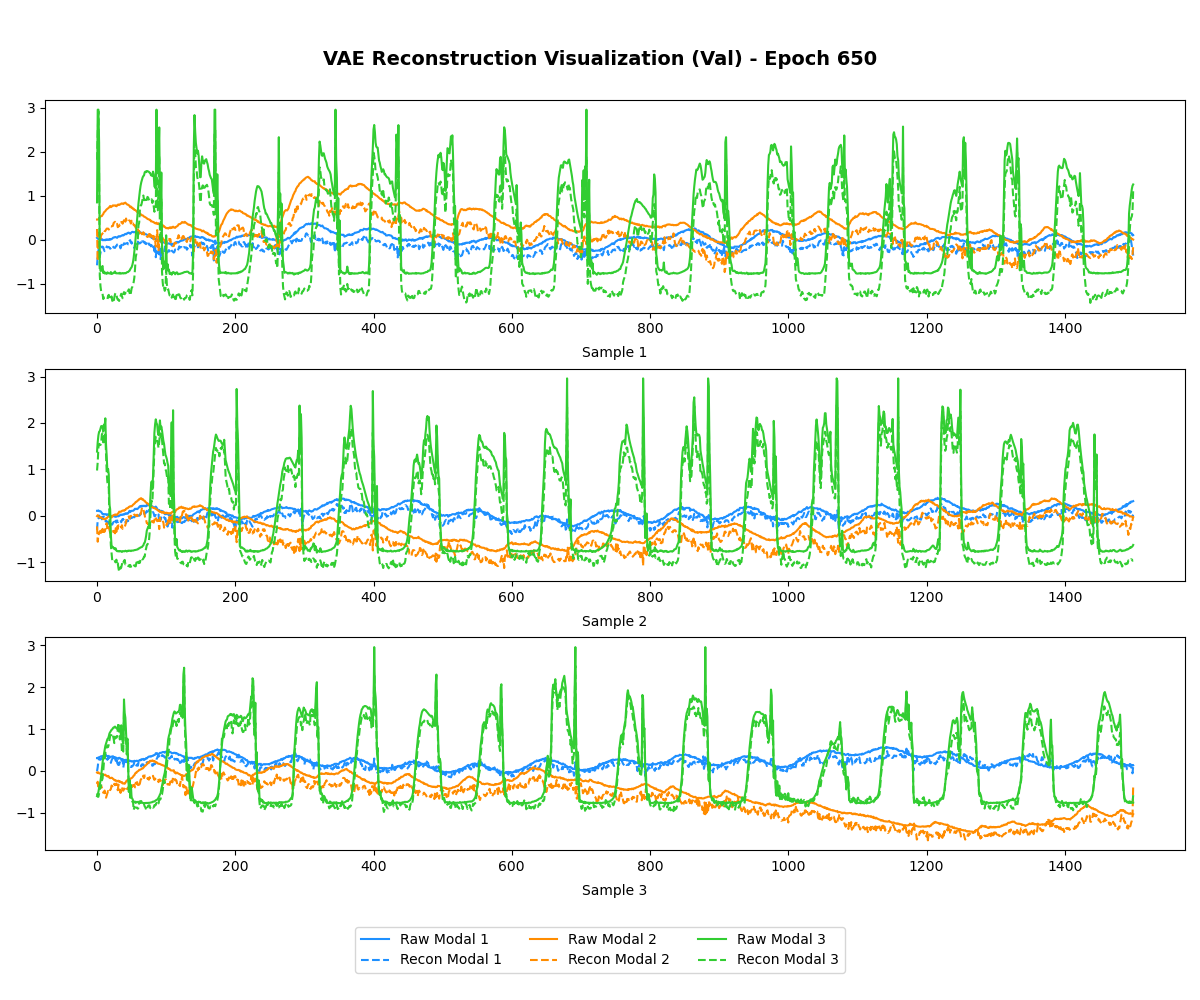 VAE Reconstruction Visualization (Val) - Epoch 650
3
2
1
0
−1
0 200 400 600 800 1000 1200 1400
Sample 1
3
2
1
0
−1
0 200 400 600 800 1000 1200 1400
Sample 2
3
2
1
0
−1
0 200 400 600 800 1000 1200 1400
Sample 3
Raw Modal 1 Raw Modal 2 Raw Modal 3
Recon Modal 1 Recon Modal 2 Recon Modal 3